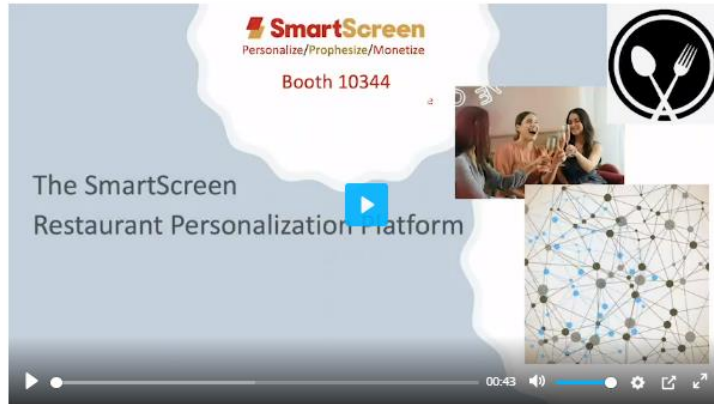 SmartScreen
Personalize/Prophesize/Monetize
Booth 10344
The SmartScreen
Restaurant Personalization Platform
00:43